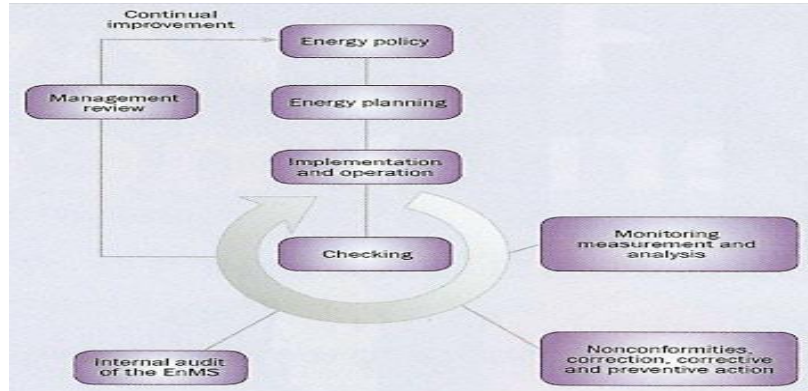 Continual
improvement
Energy policy
Management
review
Energy planning
Implementation
and operation
Checking
Monitoring
measurement and
analysis
Internal audit
of the EnMS
Nonconformities,
correction, corrective
and preventive action